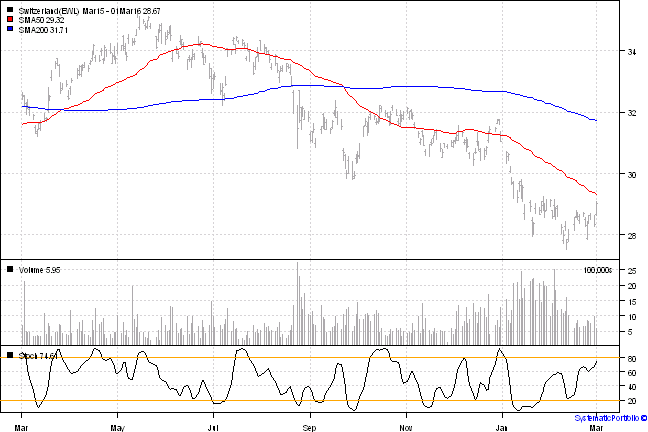 Switzerland(EWL) Mar15 - 01Mar16 28.67
SMA50 29.32
SMA200 31.71
34
32
30
28
Volume 5.95
100,000s
25
20
15
10
5
Stoch 74.61
80
60
40
20
Mar May Jul Sep Nov Jan Mar
SystematicPortfolio ©